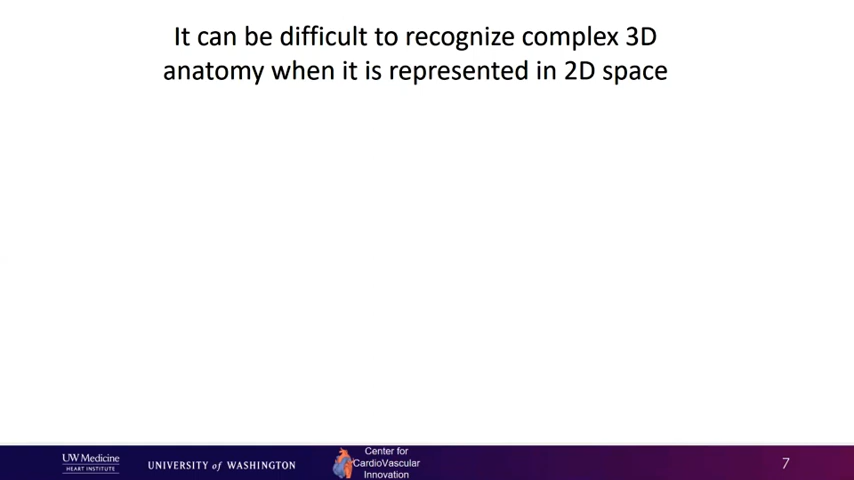 It can be difficult to recognize complex 3D
anatomy when it is represented in 2D space
UW Medicine
HEART INSTITUTE
UNIVERSITY of WASHINGTON
Center for
CardioVascular
Innovation
7